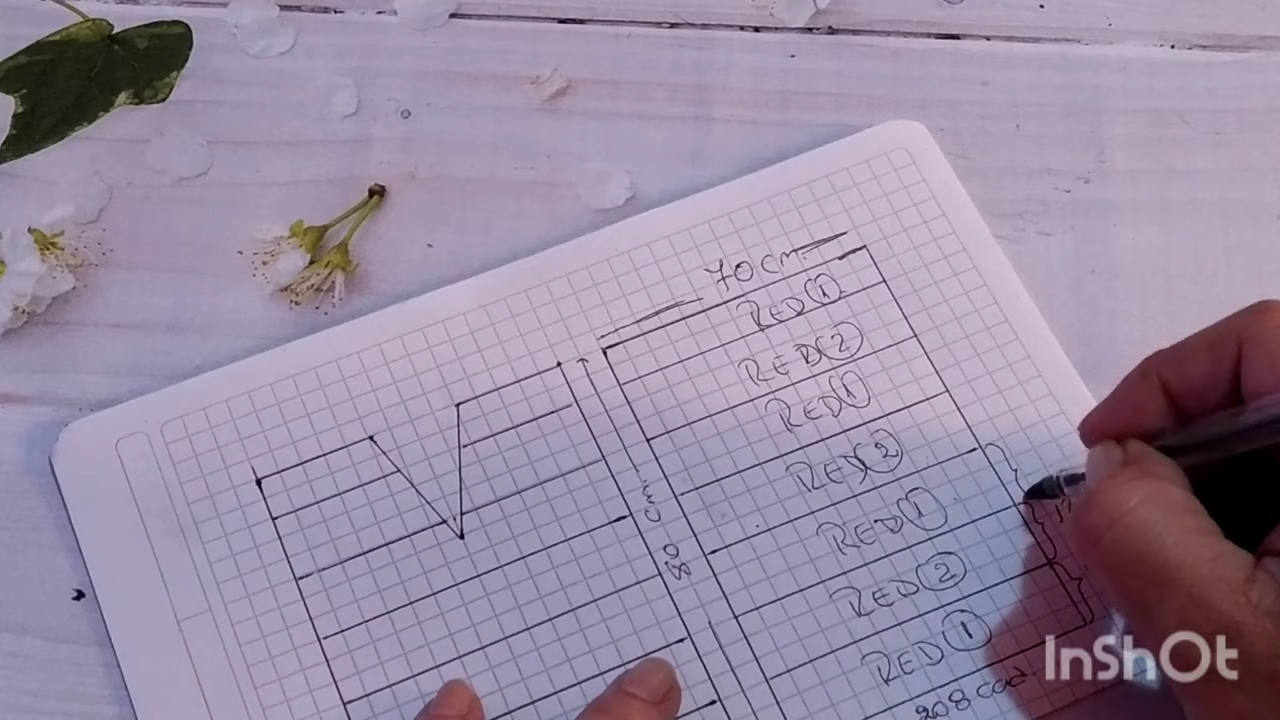 70 cm.
RED ①
RED ②
RED ①
RED ②
RED ①
RED ②
RED ①
80 cm
InShOt